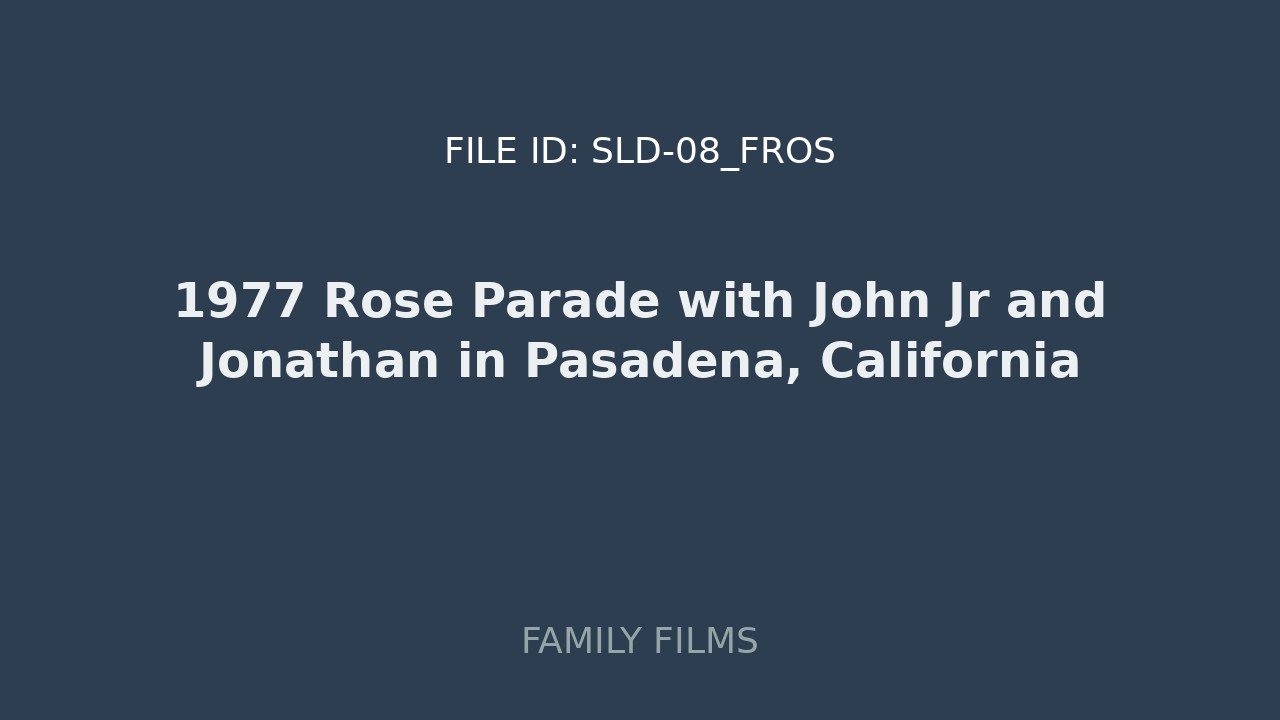 FILE ID: SLD-08_FROS
1977 Rose Parade with John Jr and
Jonathan in Pasadena, California
FAMILY FILMS